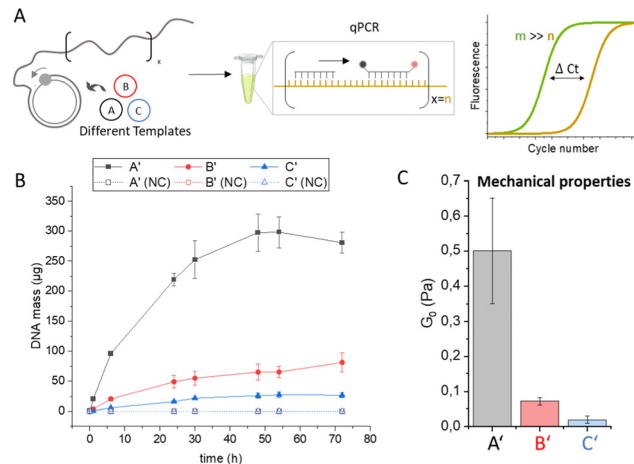 A
qPCR
x
B
A
C
Different Templates
x=n
m >> n
Δ Ct
Fluorescence
Cycle number
B
A' B' C'
A' (NC) B' (NC) C' (NC)
DNA mass (µg)
350
300
250
200
150
100
50
0
0 10 20 30 40 50 60 70 80
time (h)
C
Mechanical properties
G₀ (Pa)
0,7
0,6
0,5
0,4
0,3
0,2
0,1
0,0
A‘ B‘ C‘